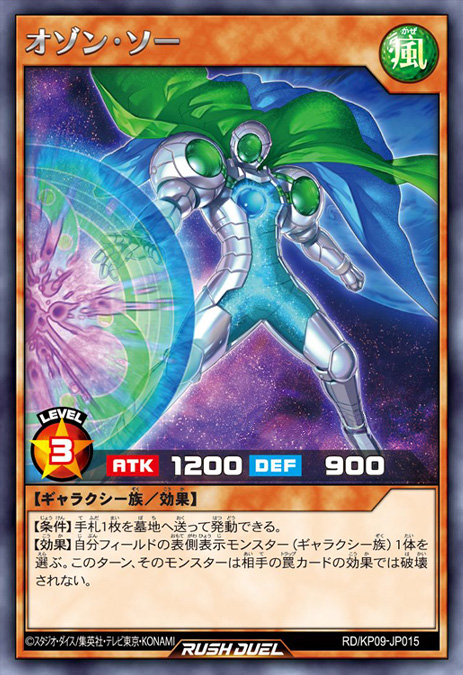 オゾン・ソー
風
LEVEL
3
ATK 1200 DEF 900
【ギャラクシー族／効果】
【条件】手札1枚を墓地へ送って発動できる。
【効果】自分フィールドの表側表示モンスター(ギャラクシー族)1体を
選ぶ。このターン、そのモンスターは相手の罠カードの効果では破壊
されない。
©スタジオ・ダイス/集英社・テレビ東京・KONAMI
RUSH DUEL
RD/KP09-JP015